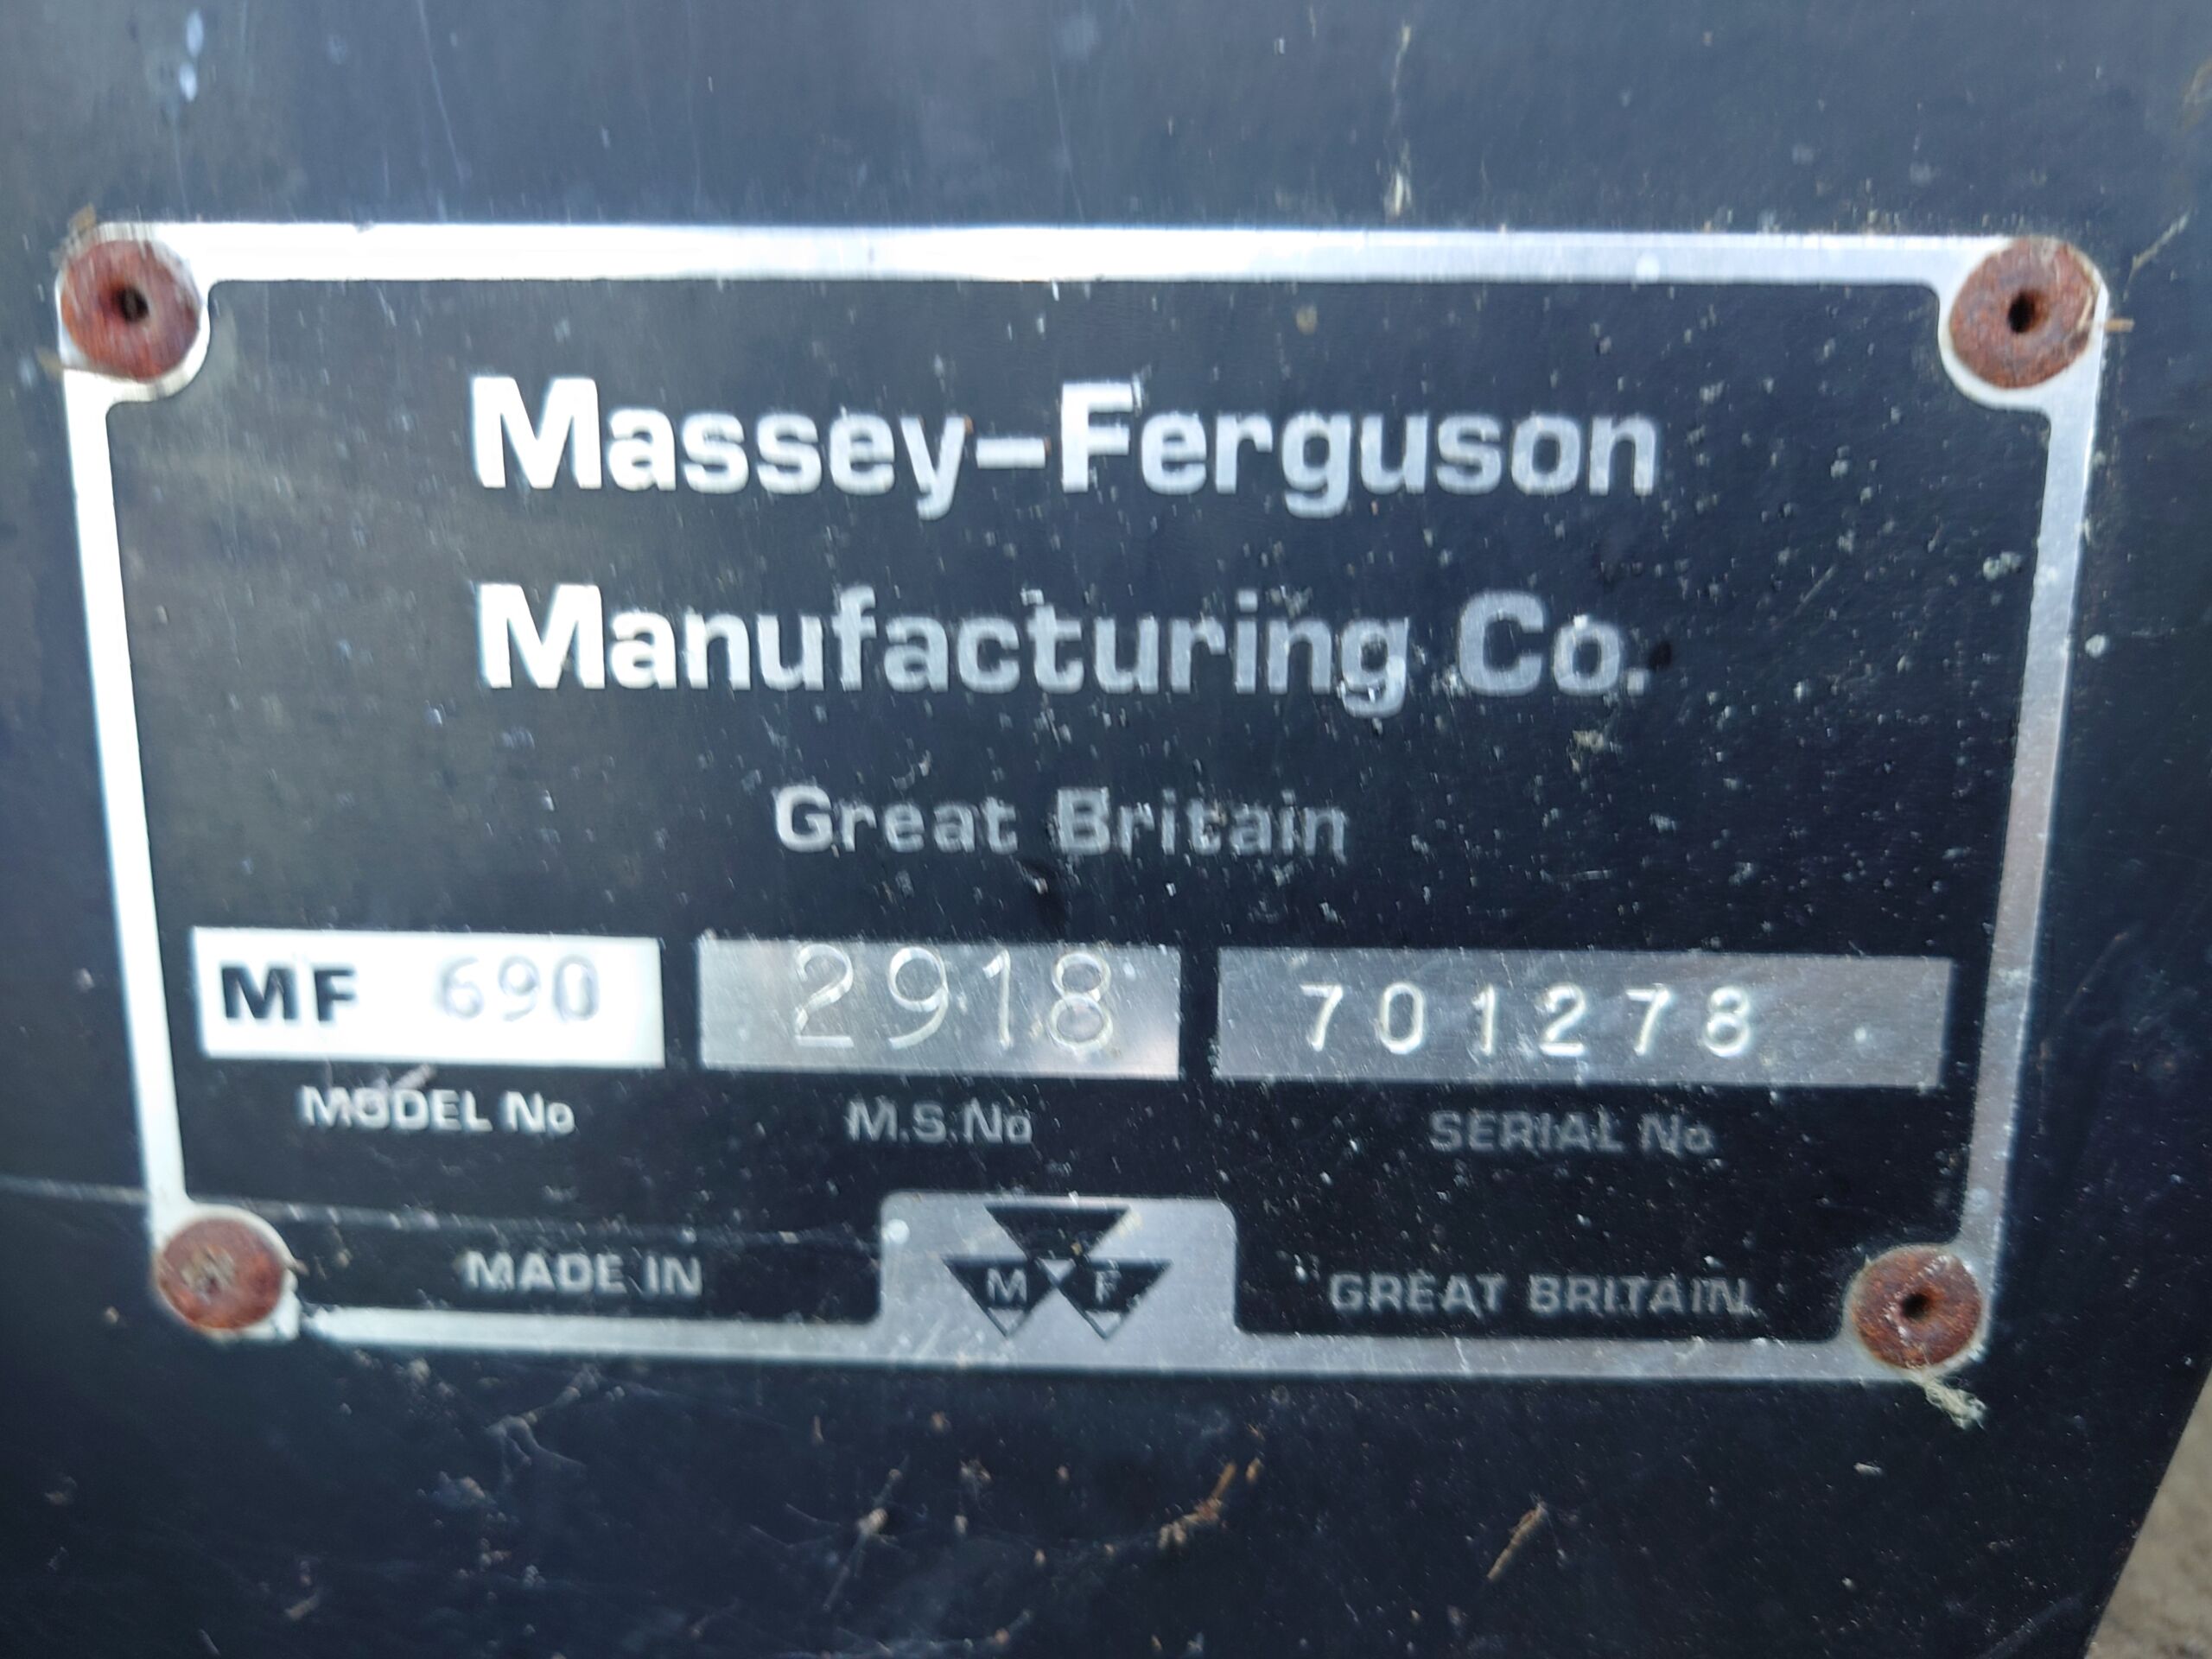 Massey-Ferguson
Manufacturing Co.
Great Britain
MF 690 2918 701278
MODEL No M.S.No SERIAL No
MADE IN M F GREAT BRITAIN